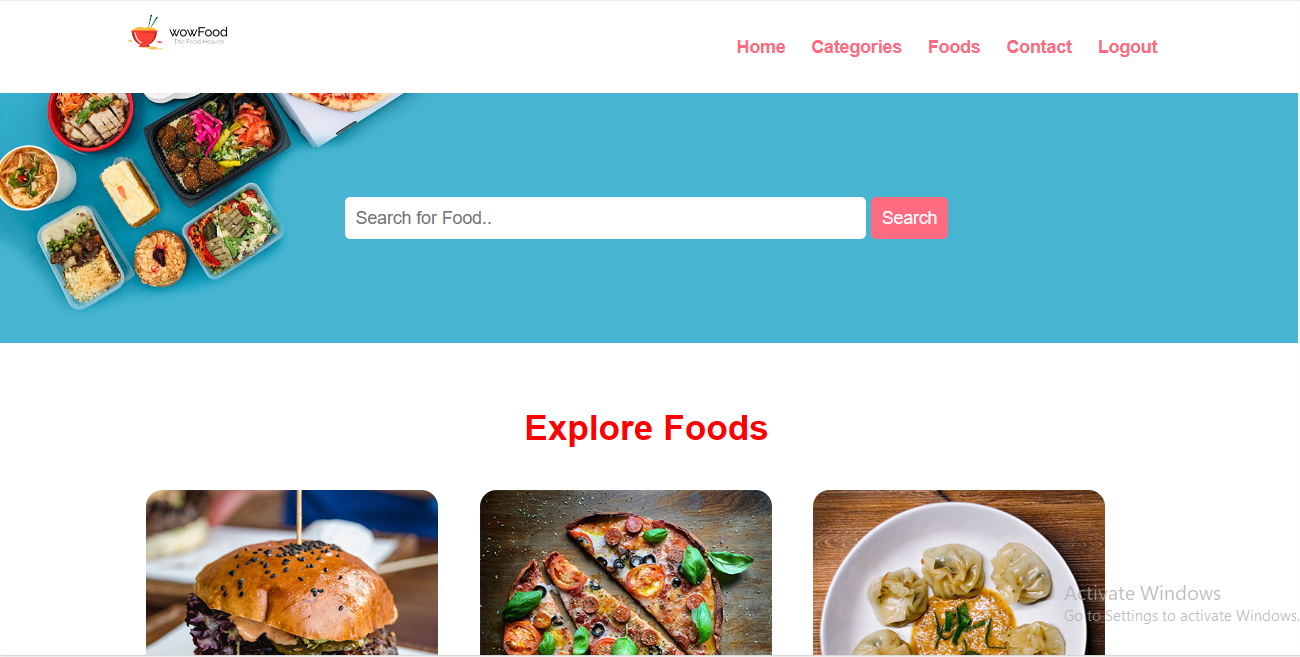 wowFood
The Food Heaven
Home Categories Foods Contact Logout
Search for Food.. Search
Explore Foods
Activate Windows
Go to Settings to activate Windows.